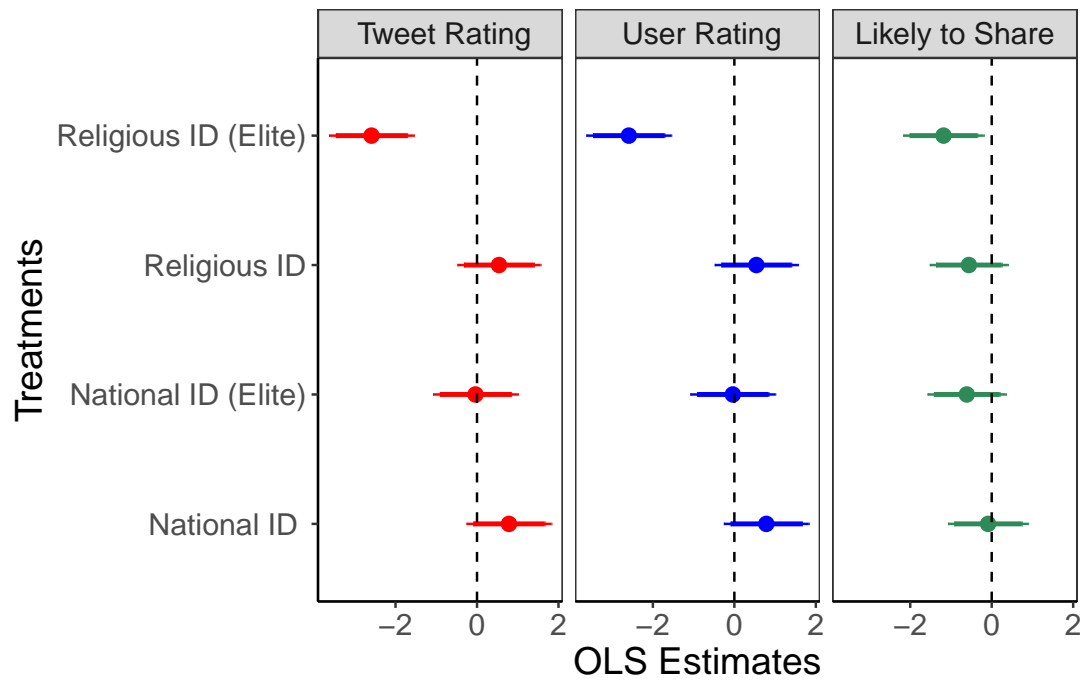 Tweet Rating
User Rating
Likely to Share
Treatments
Religious ID (Elite)
Religious ID
National ID (Elite)
National ID
−2 0 2
−2 0 2
−2 0 2
OLS Estimates